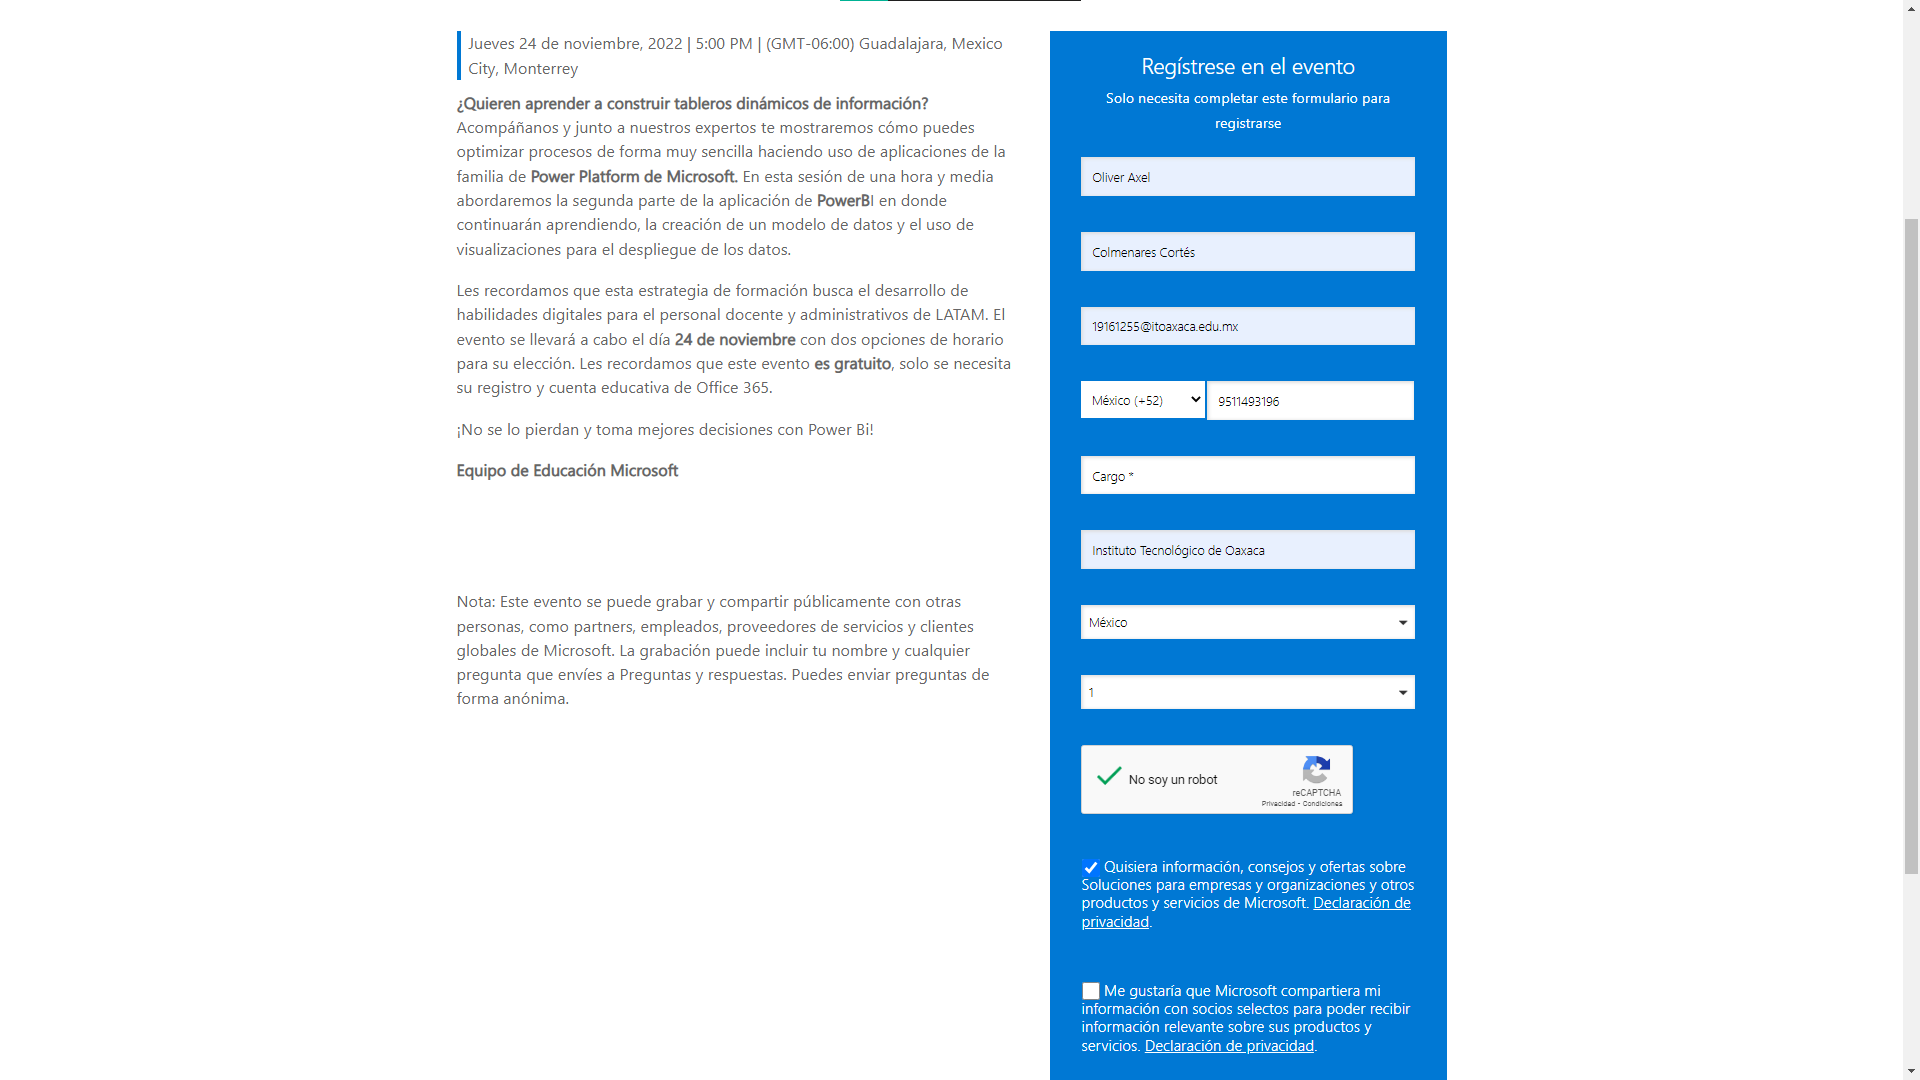 Jueves 24 de noviembre, 2022 | 5:00 PM | (GMT-06:00) Guadalajara, Mexico
City, Monterrey
¿Quieren aprender a construir tableros dinámicos de información?
Acompáñanos y junto a nuestros expertos te mostraremos cómo puedes
optimizar procesos de forma muy sencilla haciendo uso de aplicaciones de la
familia de Power Platform de Microsoft. En esta sesión de una hora y media
abordaremos la segunda parte de la aplicación de PowerBI en donde
continuarán aprendiendo, la creación de un modelo de datos y el uso de
visualizaciones para el despliegue de los datos.
Les recordamos que esta estrategia de formación busca el desarrollo de
habilidades digitales para el personal docente y administrativos de LATAM. El
evento se llevará a cabo el día 24 de noviembre con dos opciones de horario
para su elección. Les recordamos que este evento es gratuito, solo se necesita
su registro y cuenta educativa de Office 365.
¡No se lo pierdan y toma mejores decisiones con Power Bi!
Equipo de Educación Microsoft
Nota: Este evento se puede grabar y compartir públicamente con otras
personas, como partners, empleados, proveedores de servicios y clientes
globales de Microsoft. La grabación puede incluir tu nombre y cualquier
pregunta que envíes a Preguntas y respuestas. Puedes enviar preguntas de
forma anónima.
Regístrese en el evento
Solo necesita completar este formulario para
registrarse
Oliver Axel
Colmenares Cortés
19161255@itoaxaca.edu.mx
México (+52) 9511493196
Cargo *
Instituto Tecnológico de Oaxaca
México
1
No soy un robot
reCAPTCHA
Privacidad - Condiciones
Quisiera información, consejos y ofertas sobre
Soluciones para empresas y organizaciones y otros
productos y servicios de Microsoft. Declaración de
privacidad.
Me gustaría que Microsoft compartiera mi
información con socios selectos para poder recibir
información relevante sobre sus productos y
servicios. Declaración de privacidad.